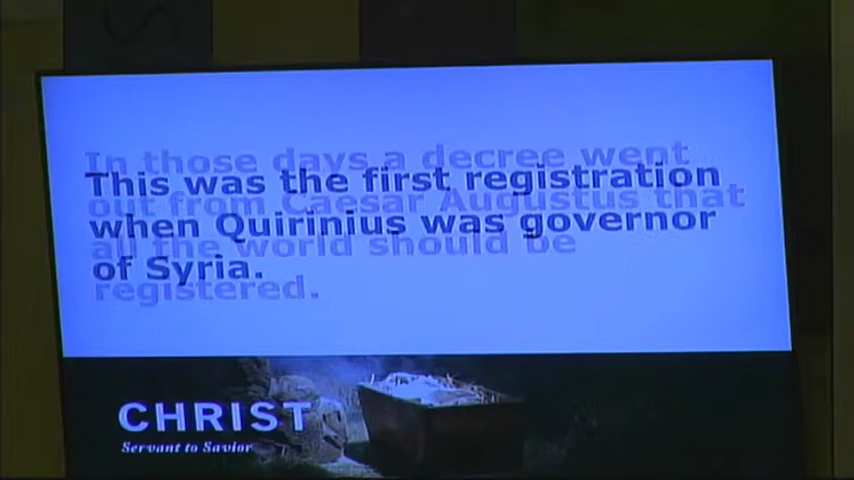 In those days a decree went
This was the first registration
out from Caesar Augustus that
when Quirinius was governor
all the world should be
of Syria.
registered.
CHRIST
Servant to Savior